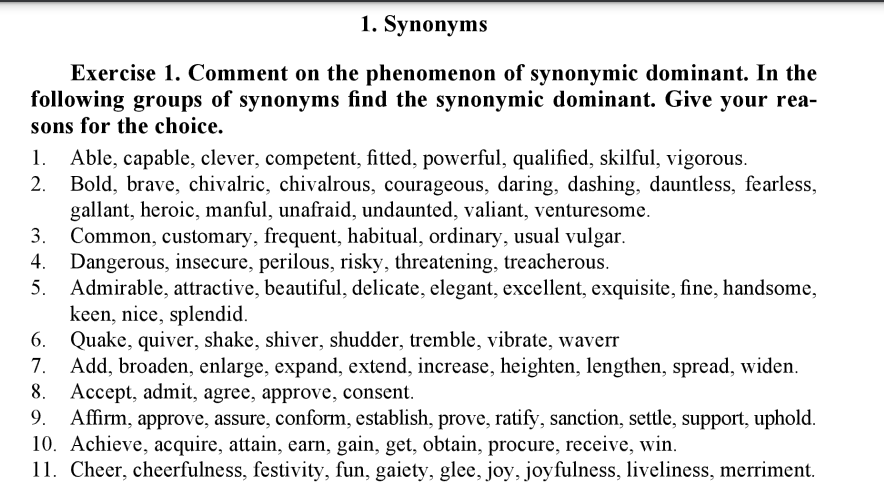 1. Synonyms
Exercise 1. Comment on the phenomenon of synonymic dominant. In the
following groups of synonyms find the synonymic dominant. Give your rea-
sons for the choice.
1. Able, capable, clever, competent, fitted, powerful, qualified, skilful, vigorous.
2. Bold, brave, chivalric, chivalrous, courageous, daring, dashing, dauntless, fearless,
gallant, heroic, manful, unafraid, undaunted, valiant, venturesome.
3. Common, customary, frequent, habitual, ordinary, usual vulgar.
4. Dangerous, insecure, perilous, risky, threatening, treacherous.
5. Admirable, attractive, beautiful, delicate, elegant, excellent, exquisite, fine, handsome,
keen, nice, splendid.
6. Quake, quiver, shake, shiver, shudder, tremble, vibrate, waverr
7. Add, broaden, enlarge, expand, extend, increase, heighten, lengthen, spread, widen.
8. Accept, admit, agree, approve, consent.
9. Affirm, approve, assure, conform, establish, prove, ratify, sanction, settle, support, uphold.
10. Achieve, acquire, attain, earn, gain, get, obtain, procure, receive, win.
11. Cheer, cheerfulness, festivity, fun, gaiety, glee, joy, joyfulness, liveliness, merriment.